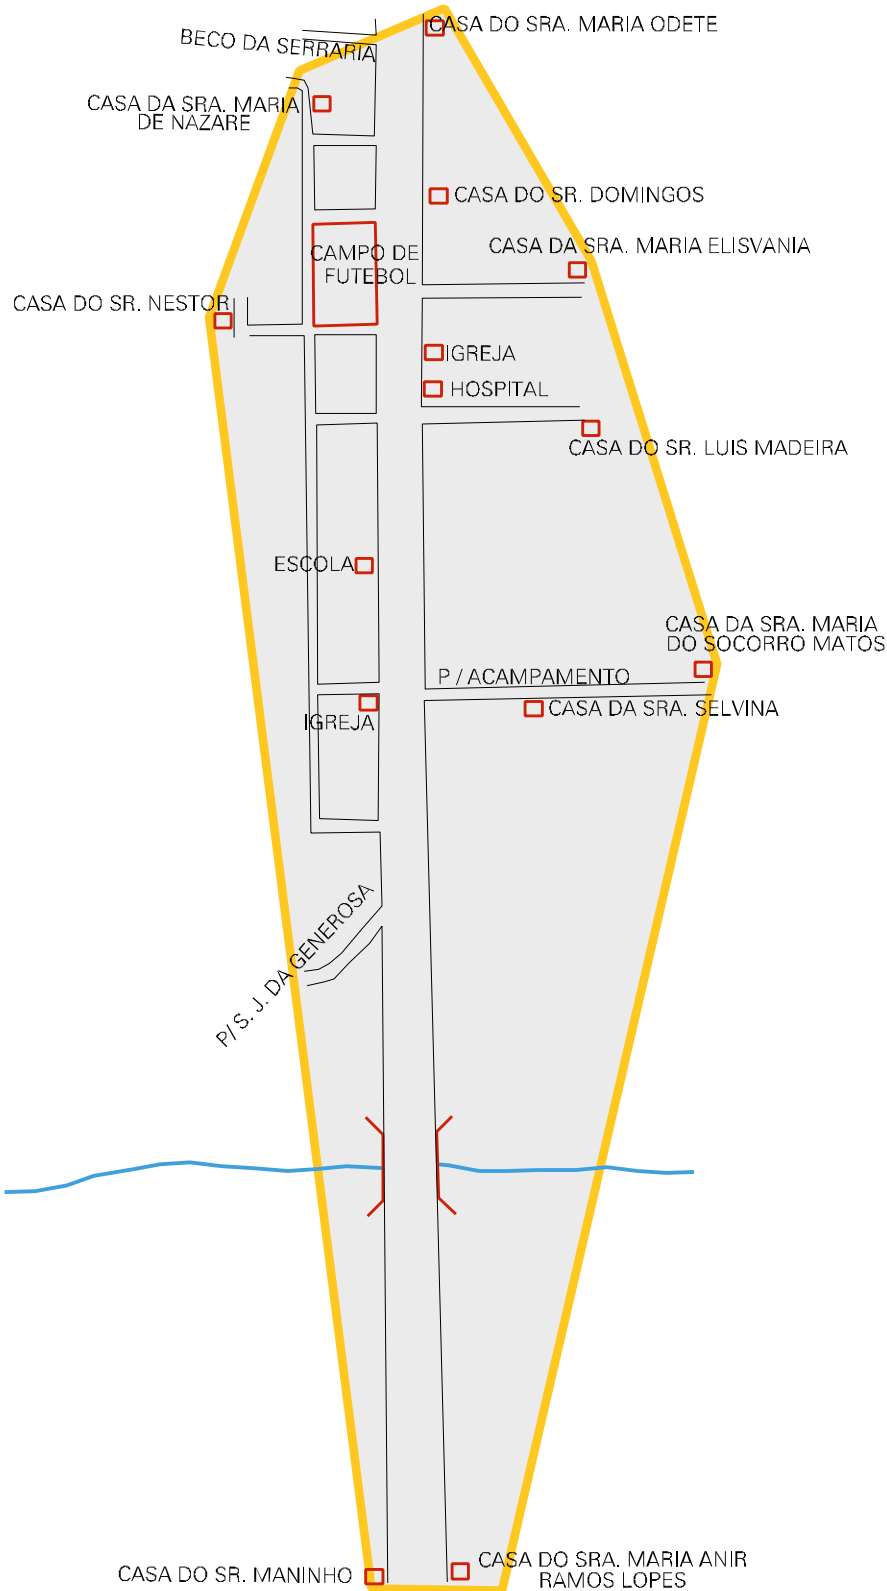 CASA DO SRA. MARIA ODETE
BECO DA SERRARIA
CASA DA SRA. MARIA
DE NAZARE
CASA DO SR. DOMINGOS
CASA DA SRA. MARIA ELISVANIA
CAMPO DE
FUTEBOL
CASA DO SR. NESTOR
IGREJA
HOSPITAL
CASA DO SR. LUIS MADEIRA
ESCOLA
CASA DA SRA. MARIA
DO SOCORRO MATOS
P / ACAMPAMENTO
CASA DA SRA. SELVINA
IGREJA
P/ S. J. DA GENEROSA
CASA DO SRA. MARIA ANIR
RAMOS LOPES
CASA DO SR. MANINHO